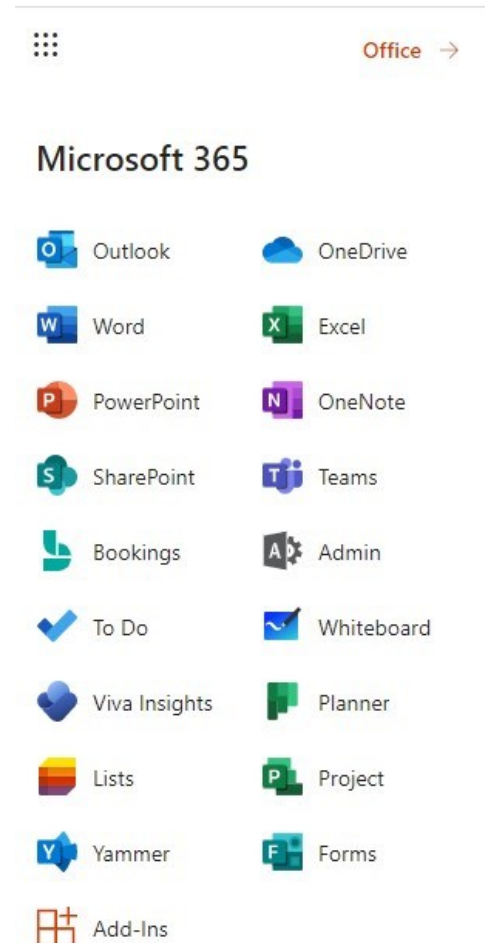 Office →
Microsoft 365
Outlook OneDrive
Word Excel
PowerPoint OneNote
SharePoint Teams
Bookings Admin
To Do Whiteboard
Viva Insights Planner
Lists Project
Yammer Forms
Add-Ins